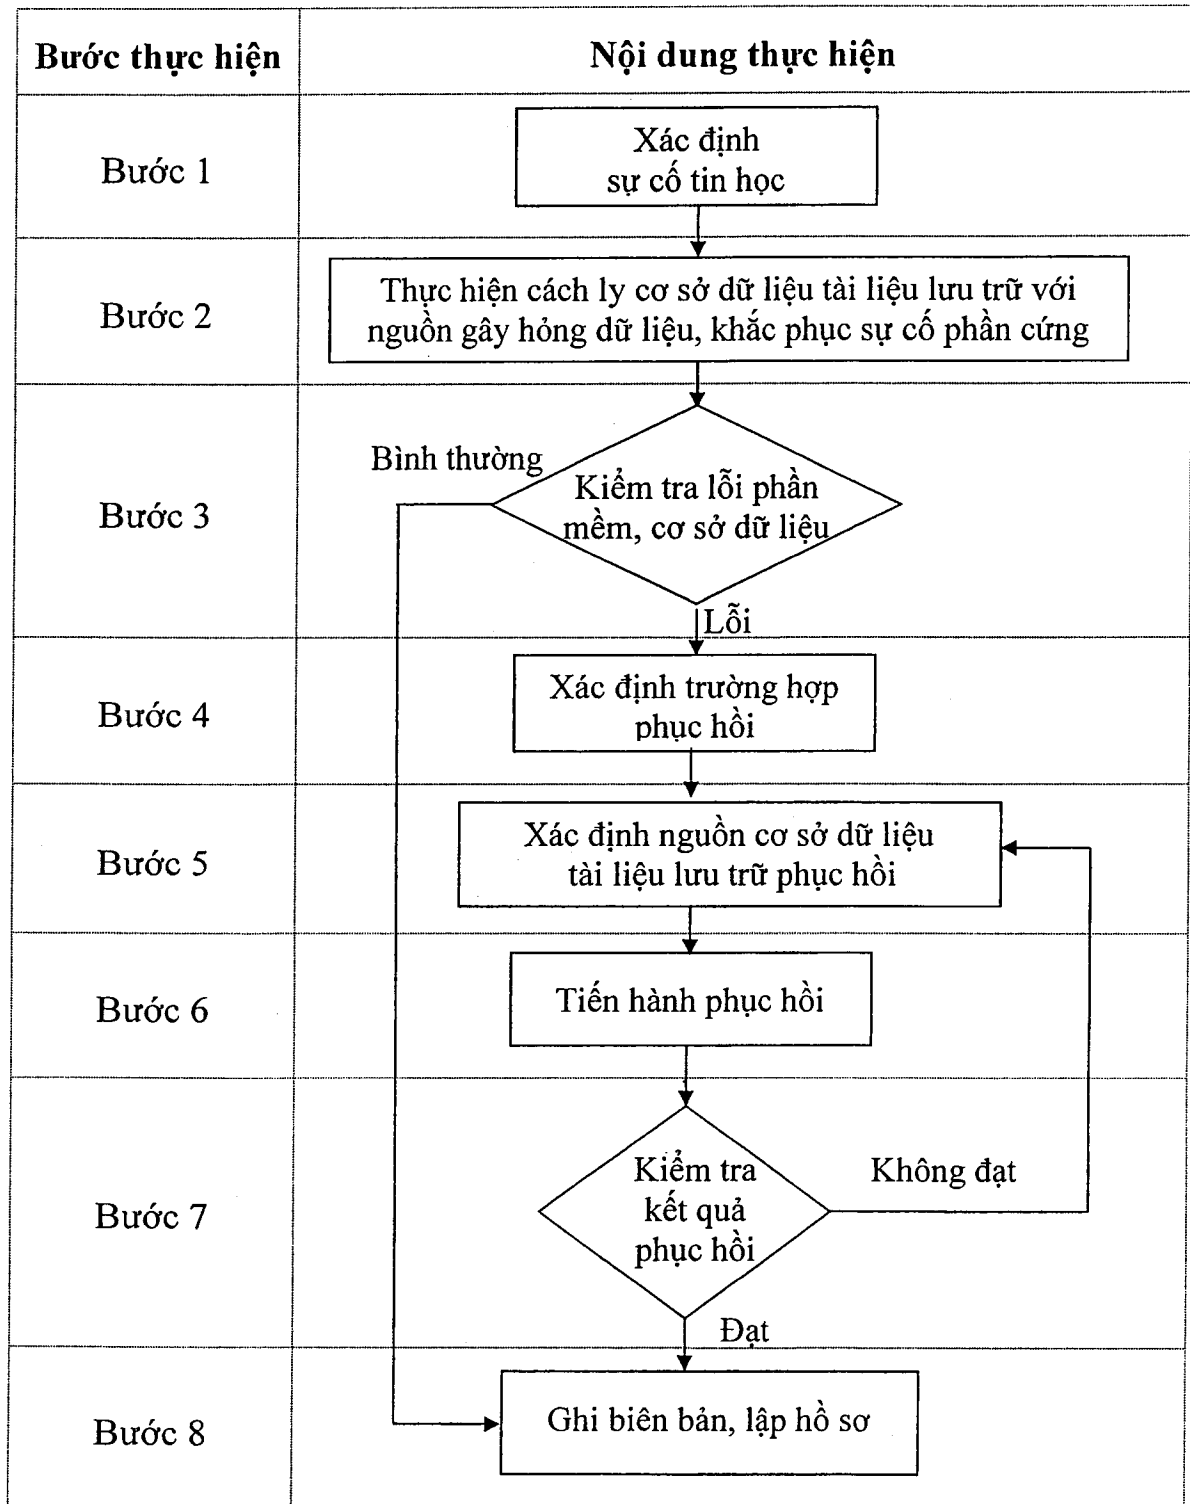 Bước thực hiện
Nội dung thực hiện
Bước 1
Xác định
sự cố tin học
Bước 2
Thực hiện cách ly cơ sở dữ liệu tài liệu lưu trữ với
nguồn gây hỏng dữ liệu, khắc phục sự cố phần cứng
Bước 3
Bình thường
Kiểm tra lỗi phần
mềm, cơ sở dữ liệu
Lỗi
Bước 4
Xác định trường hợp
phục hồi
Bước 5
Xác định nguồn cơ sở dữ liệu
tài liệu lưu trữ phục hồi
Bước 6
Tiến hành phục hồi
Bước 7
Kiểm tra
kết quả
phục hồi
Không đạt
Đạt
Bước 8
Ghi biên bản, lập hồ sơ